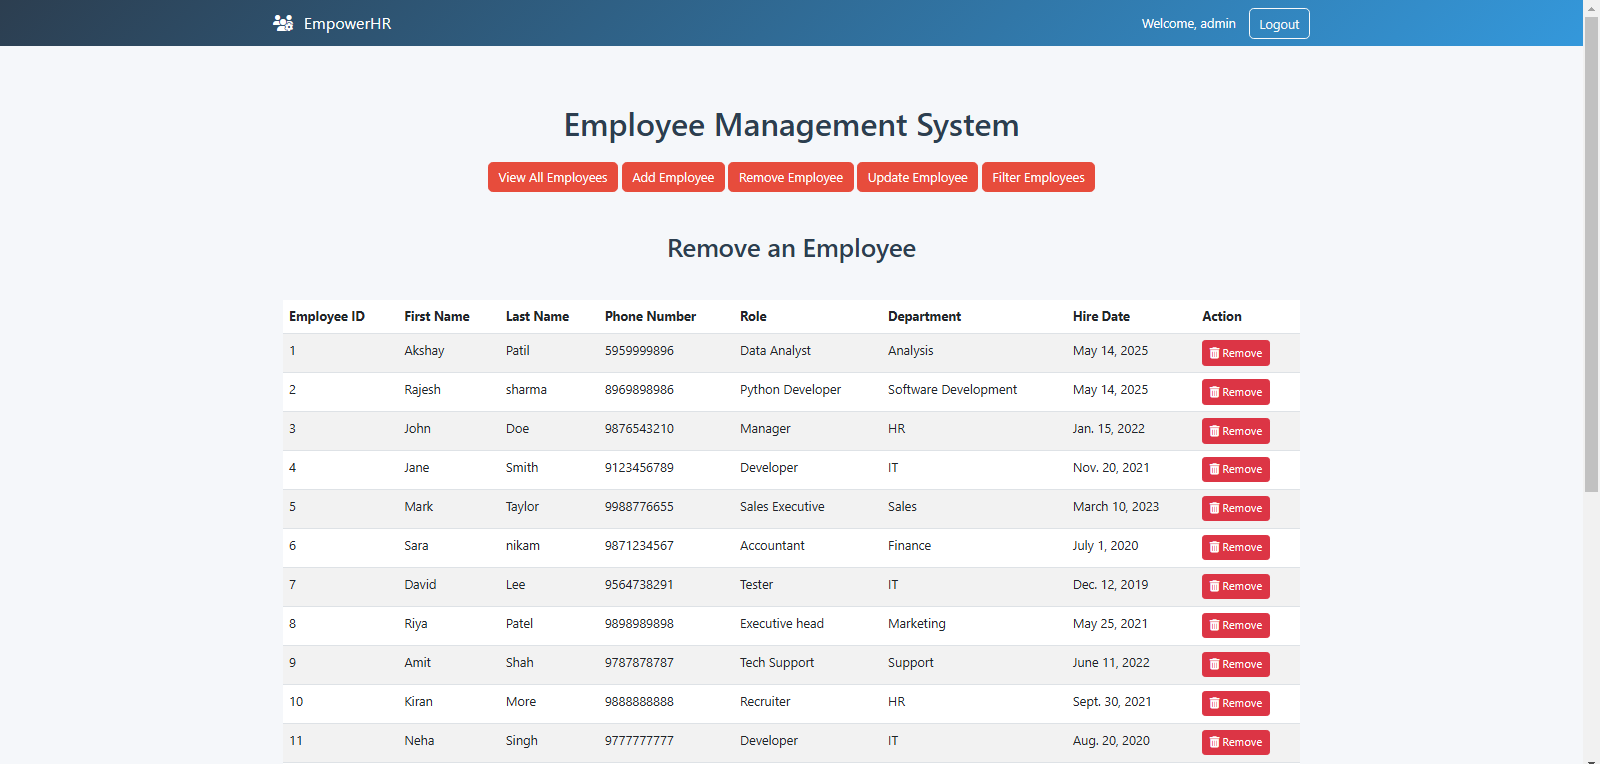 EmpowerHR Welcome, admin Logout
Employee Management System
View All Employees Add Employee Remove Employee Update Employee Filter Employees
Remove an Employee
Employee ID First Name Last Name Phone Number Role Department Hire Date Action
1 Akshay Patil 5959999896 Data Analyst Analysis May 14, 2025 Remove
2 Rajesh sharma 8969898986 Python Developer Software Development May 14, 2025 Remove
3 John Doe 9876543210 Manager HR Jan. 15, 2022 Remove
4 Jane Smith 9123456789 Developer IT Nov. 20, 2021 Remove
5 Mark Taylor 9988776655 Sales Executive Sales March 10, 2023 Remove
6 Sara nikam 9871234567 Accountant Finance July 1, 2020 Remove
7 David Lee 9564738291 Tester IT Dec. 12, 2019 Remove
8 Riya Patel 9898989898 Executive head Marketing May 25, 2021 Remove
9 Amit Shah 9787878787 Tech Support Support June 11, 2022 Remove
10 Kiran More 9888888888 Recruiter HR Sept. 30, 2021 Remove
11 Neha Singh 9777777777 Developer IT Aug. 20, 2020 Remove